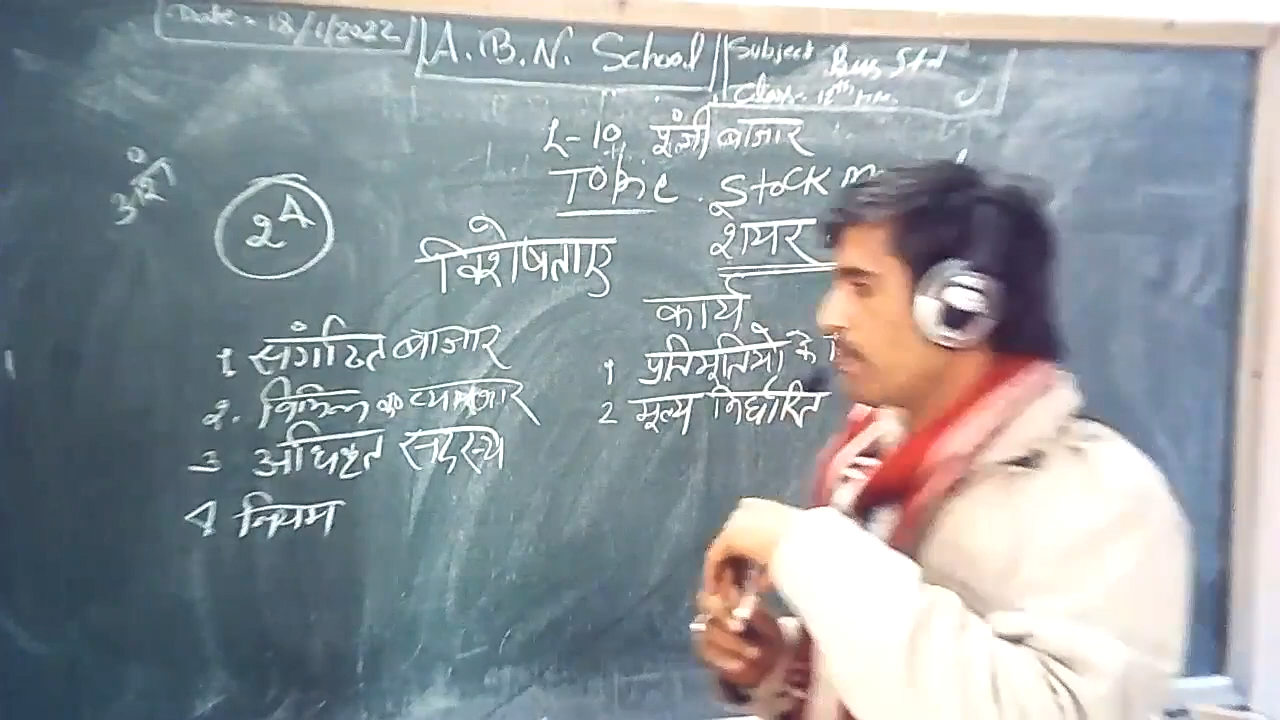 Date = 18/1/2022
A.B.N. School
Subject Bus Std
Class - 12th
L-10 पूंजी बाजार
Topic. Stock
शेयर
2A
विशेषताए
1 संगठित बाजार
2.
3 अधिकृत सदस्य
4 नियम
कार्य
1 प्रतिभूतियो के
2 मूल्य निर्धारित